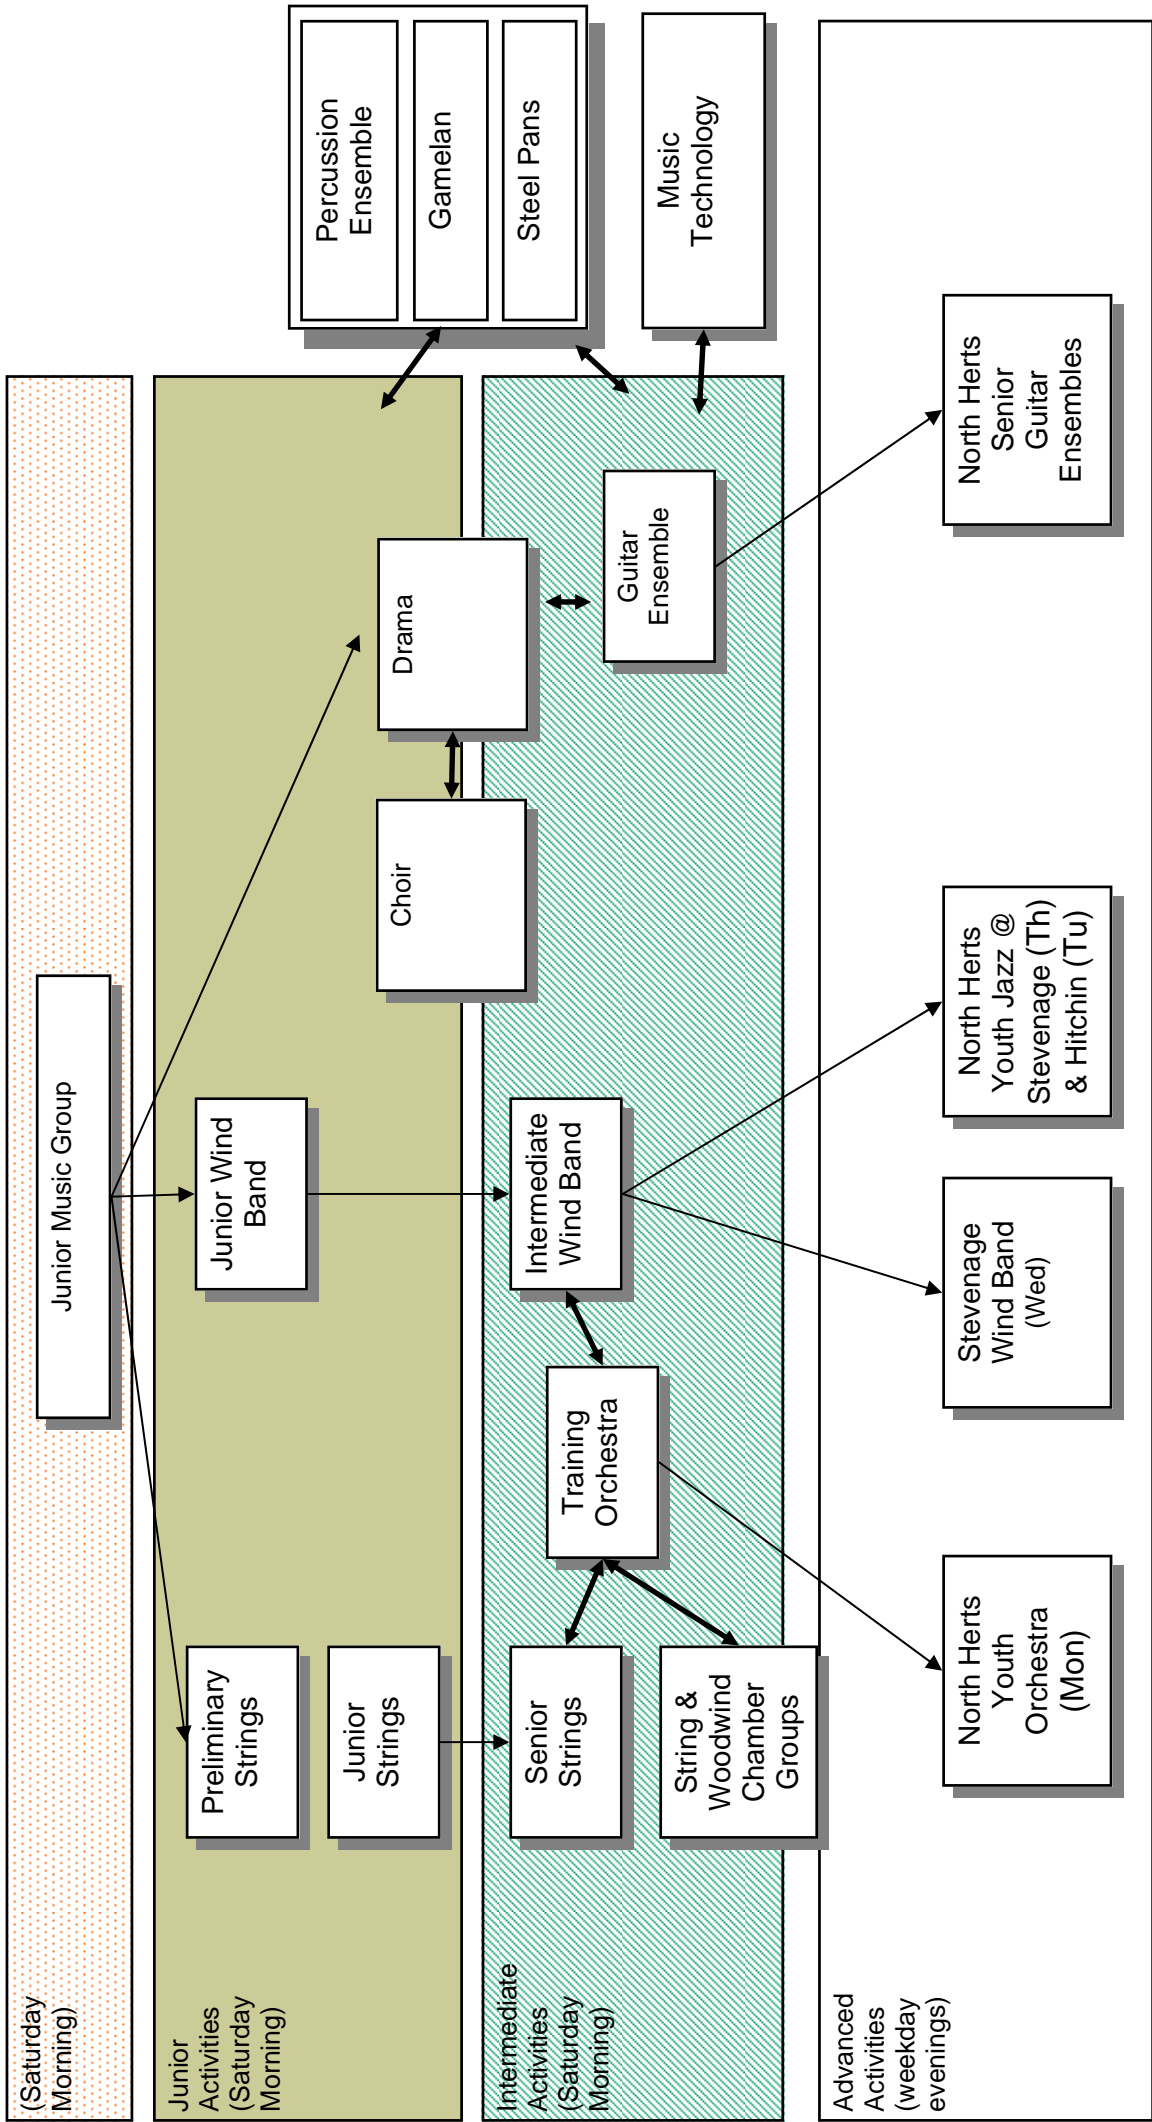 (Saturday
Morning)
Junior Music Group
Junior
Activities
(Saturday
Morning)
Preliminary
Strings
Junior
Strings
Junior Wind
Band
Choir
Drama
Percussion
Ensemble
Gamelan
Steel Pans
Music
Technology
Intermediate
Activities
(Saturday
Morning)
Senior
Strings
String &
Woodwind
Chamber
Groups
Training
Orchestra
Intermediate
Wind Band
Guitar
Ensemble
Advanced
Activities
(weekday
evenings)
North Herts
Youth
Orchestra
(Mon)
Stevenage
Wind Band
(Wed)
North Herts
Youth Jazz @
Stevenage (Th)
& Hitchin (Tu)
North Herts
Senior
Guitar
Ensembles